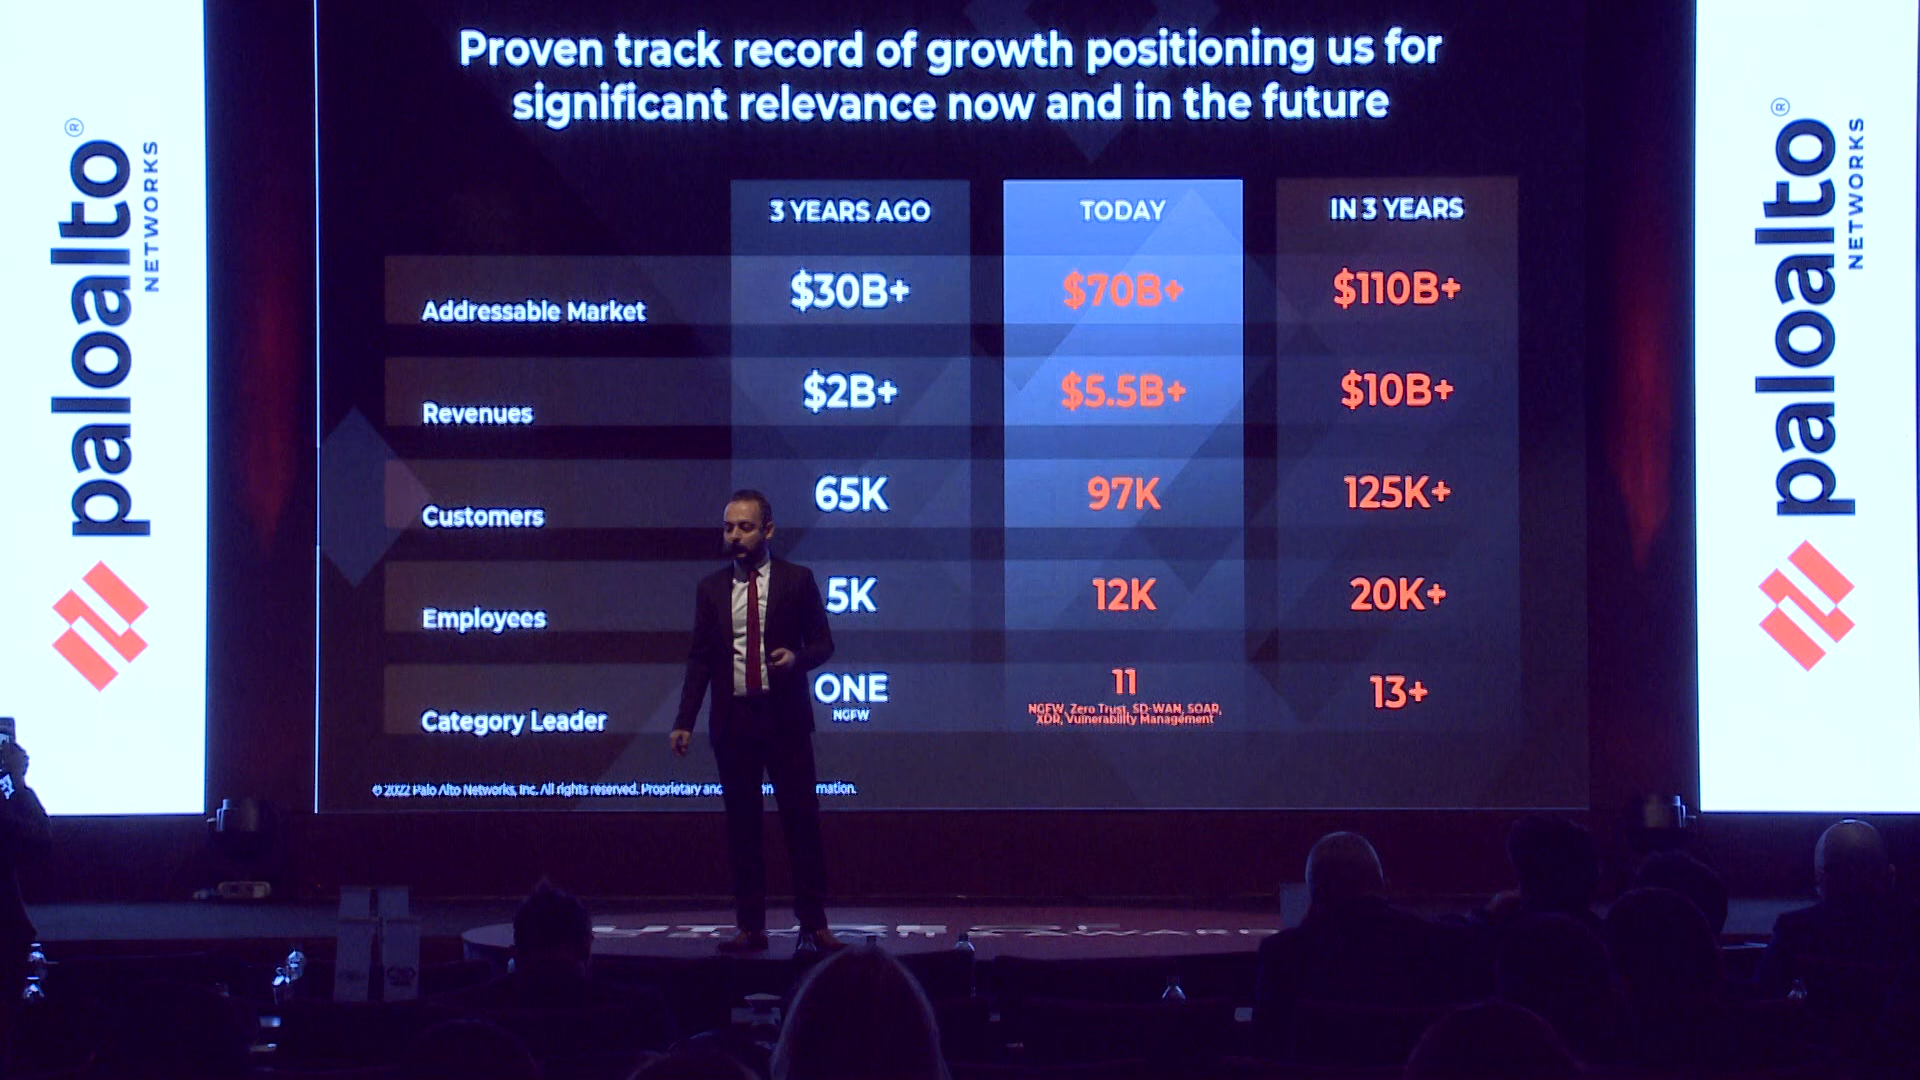 Proven track record of growth positioning us for
significant relevance now and in the future
3 YEARS AGO TODAY IN 3 YEARS
Addressable Market $30B+ $70B+ $110B+
Revenues $2B+ $5.5B+ $10B+
Customers 65K 97K 125K+
Employees 5K 12K 20K+
Category Leader ONE 11 13+
NGFW NGFW, Zero Trust, SD-WAN, SOAR,
XDR, Vulnerability Management
© 2022 Palo Alto Networks, Inc. All rights reserved. Proprietary and
paloalto®
NETWORKS
paloalto®
NETWORKS